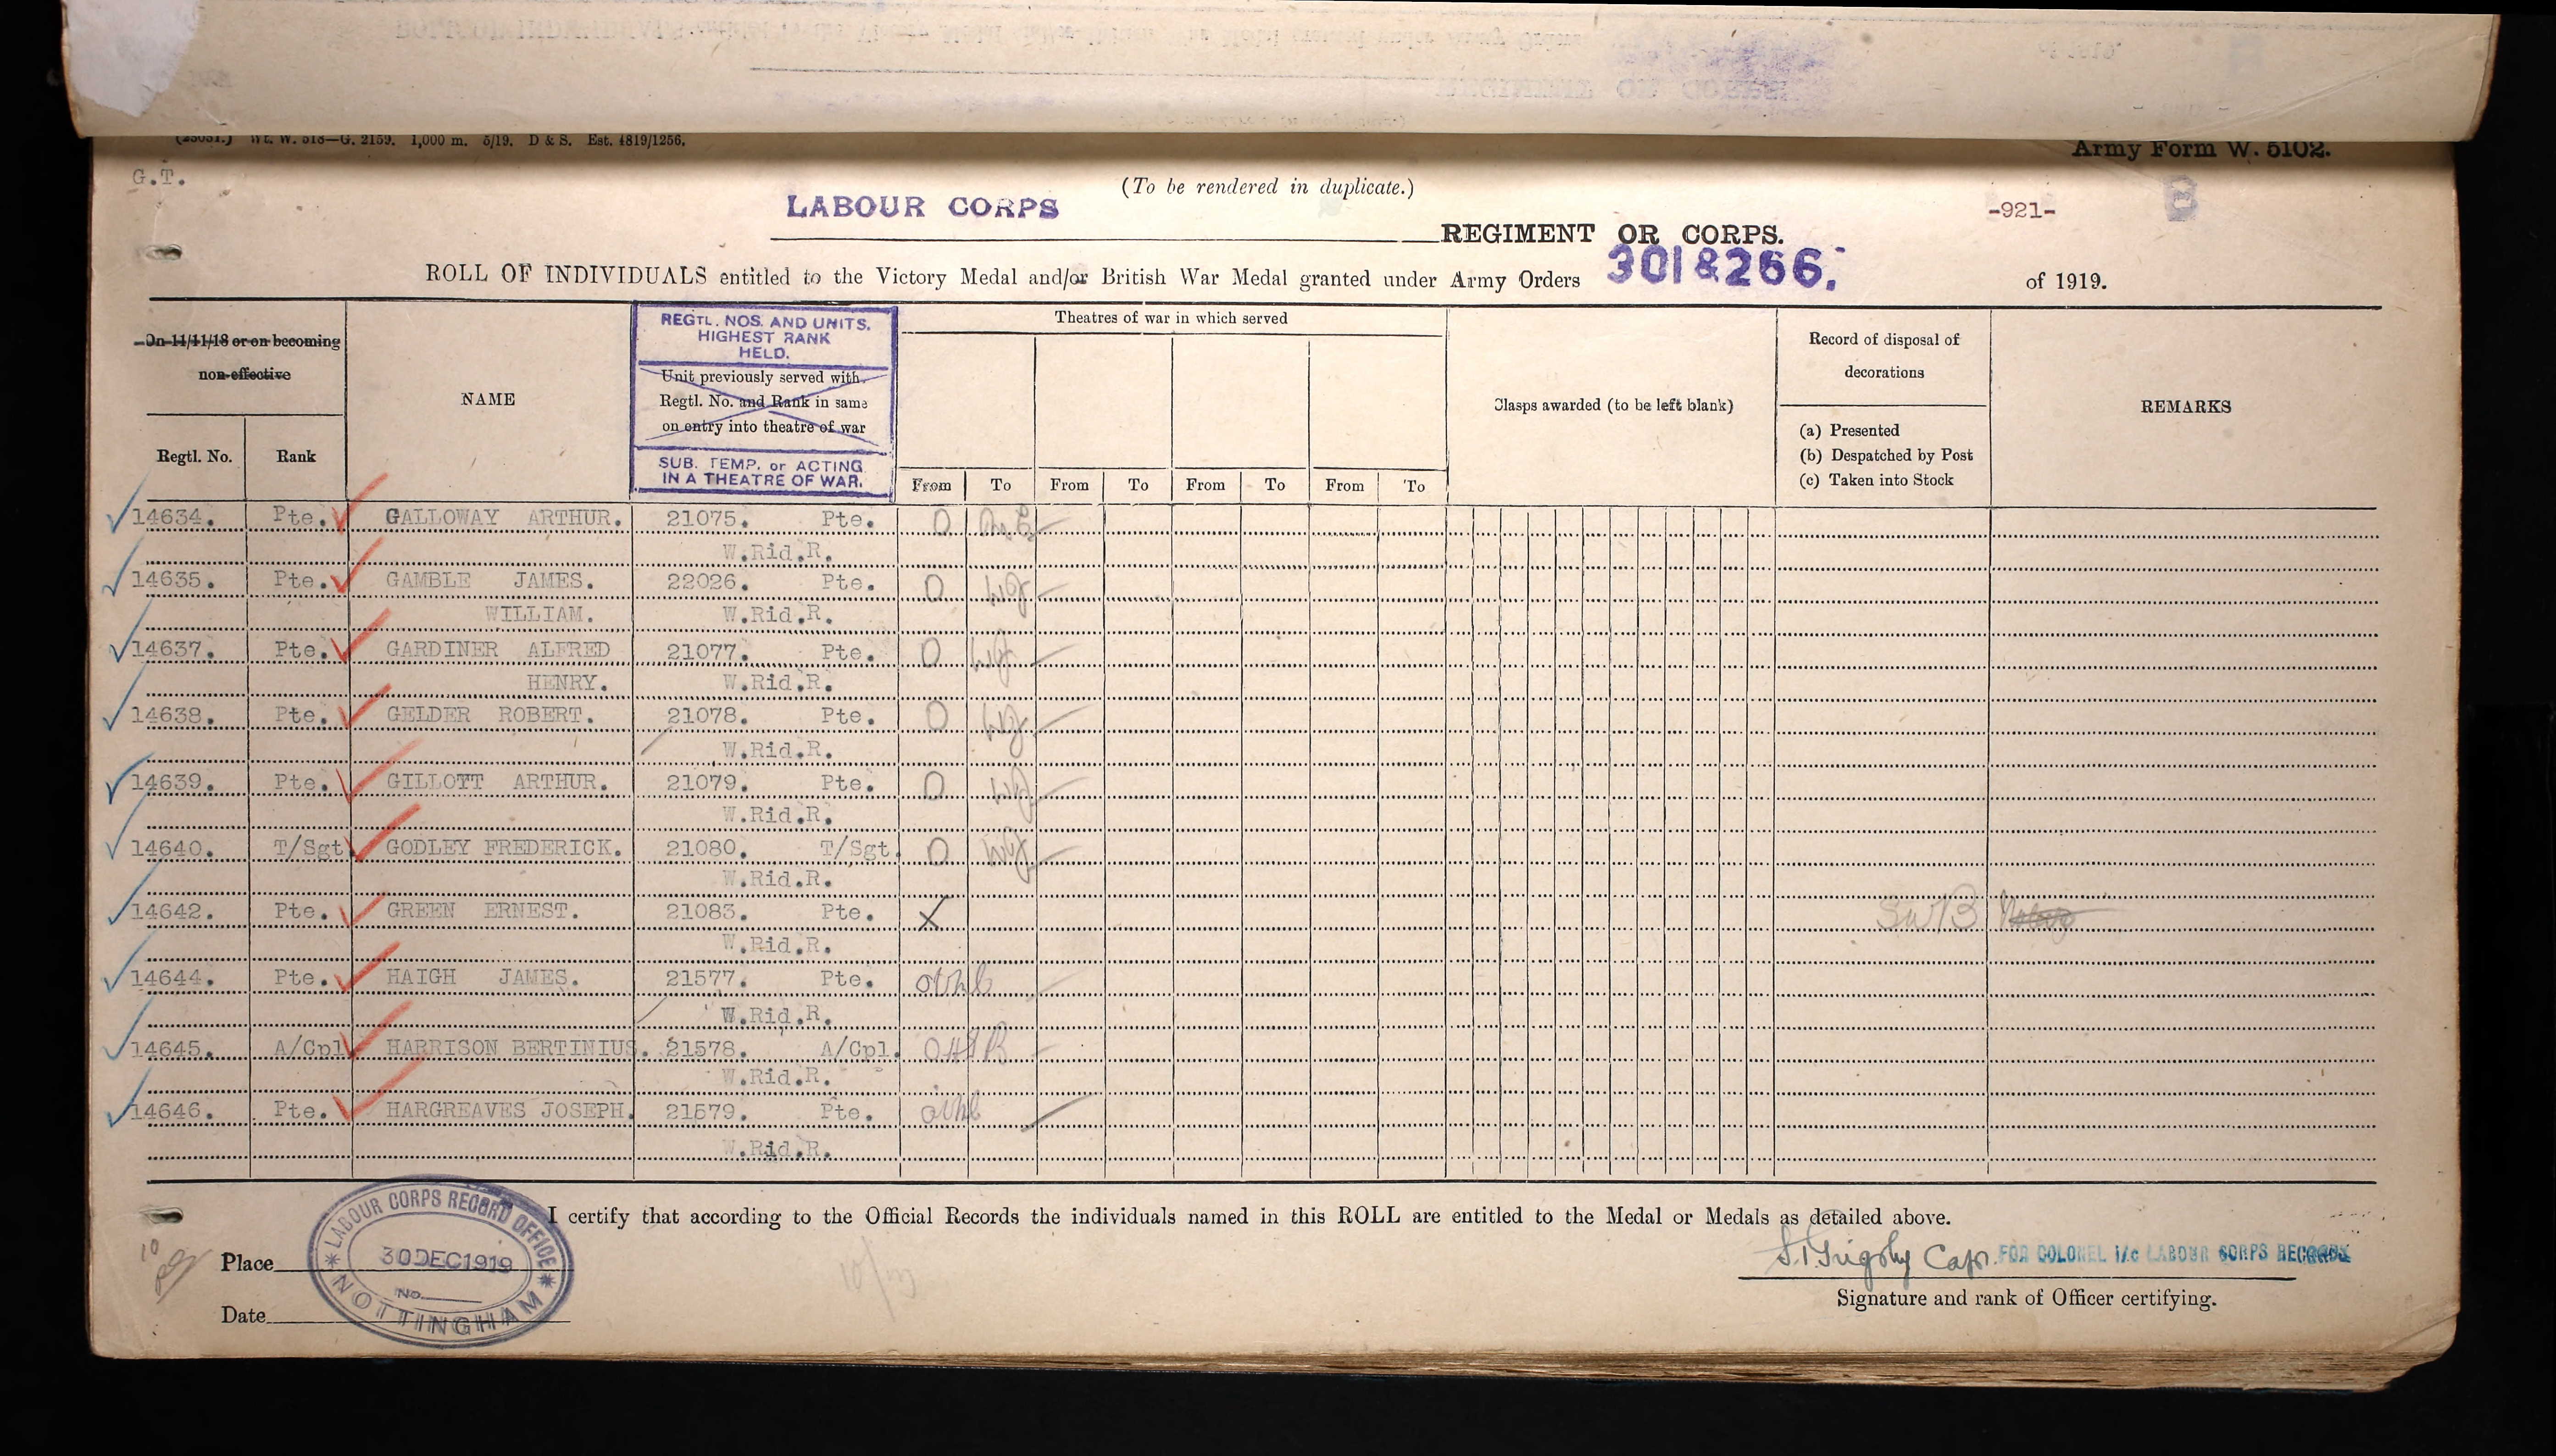 (23031.) Wt. W. 518—G. 2159. 1,000 m. 5/19. D & S. Est. 4819/1256.
Army Form W. 5102.
G.T.
(To be rendered in duplicate.)
LABOUR CORPS
-921-
B
REGIMENT OR CORPS.
ROLL OF INDIVIDUALS entitled to the Victory Medal and/or British War Medal granted under Army Orders 301 & 266. of 1919.
On 11/11/18 or on becoming
non-effective
Regtl. No. Rank
NAME
REGTL. NOS. AND UNITS.
HIGHEST RANK
HELD.
Unit previously served with.
Regtl. No. and Rank in same
on entry into theatre of war
SUB. TEMP. or ACTING
IN A THEATRE OF WAR.
Theatres of war in which served
From To From To From To From To
Clasps awarded (to be left blank)
Record of disposal of
decorations
(a) Presented
(b) Despatched by Post
(c) Taken into Stock
REMARKS
14634. Pte. GALLOWAY ARTHUR. 21075. Pte. O
W.Rid.R.
14635. Pte. GAMBLE JAMES. 22026. Pte. O
WILLIAM. W.Rid.R.
14637. Pte. GARDINER ALFRED 21077. Pte. O
HENRY. W.Rid.R.
14638. Pte. GELDER ROBERT. 21078. Pte. O
W.Rid.R.
14639. Pte. GILLOTT ARTHUR. 21079. Pte. O
W.Rid.R.
14640. T/Sgt. GODLEY FREDERICK. 21080. T/Sgt. O
W.Rid.R.
14642. Pte. GREEN ERNEST. 21083. Pte. X SWB
W.Rid.R.
14644. Pte. HAIGH JAMES. 21577. Pte.
W.Rid.R.
14645. A/Cpl HARRISON BERTINIUS. 21578. A/Cpl.
W.Rid.R.
14646. Pte. HARGREAVES JOSEPH. 21579. Pte.
W.Rid.R.
I certify that according to the Official Records the individuals named in this ROLL are entitled to the Medal or Medals as detailed above.
Place
Date
LABOUR CORPS RECORD OFFICE
30 DEC 1919
No.
NOTTINGHAM
Capt. FOR COLONEL i/c LABOUR CORPS RECORDS
Signature and rank of Officer certifying.